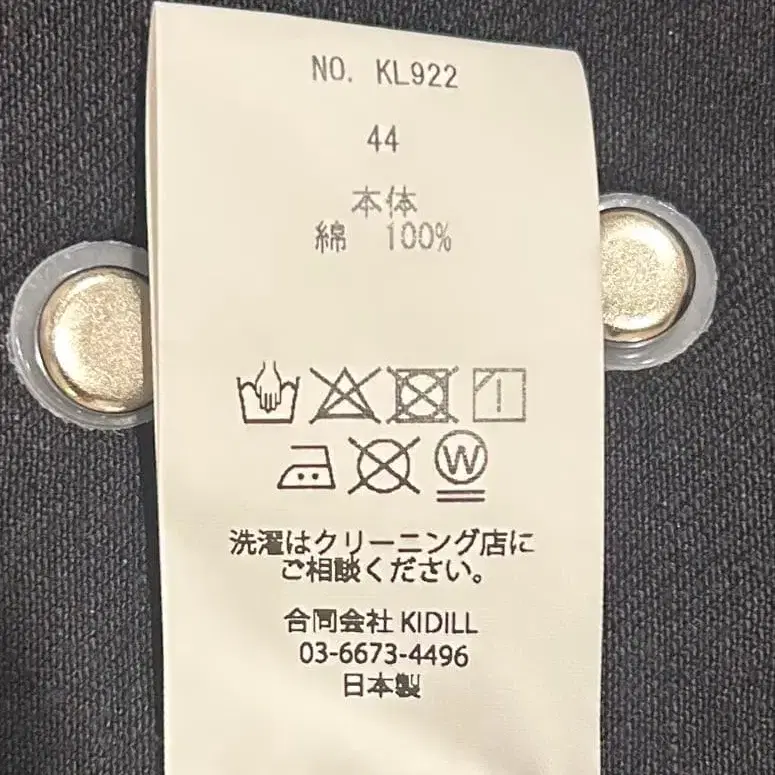 NO. KL922
44
本体
綿 100%
W
洗濯はクリーニング店に
ご相談ください。
合同会社 KIDILL
03-6673-4496
日本製